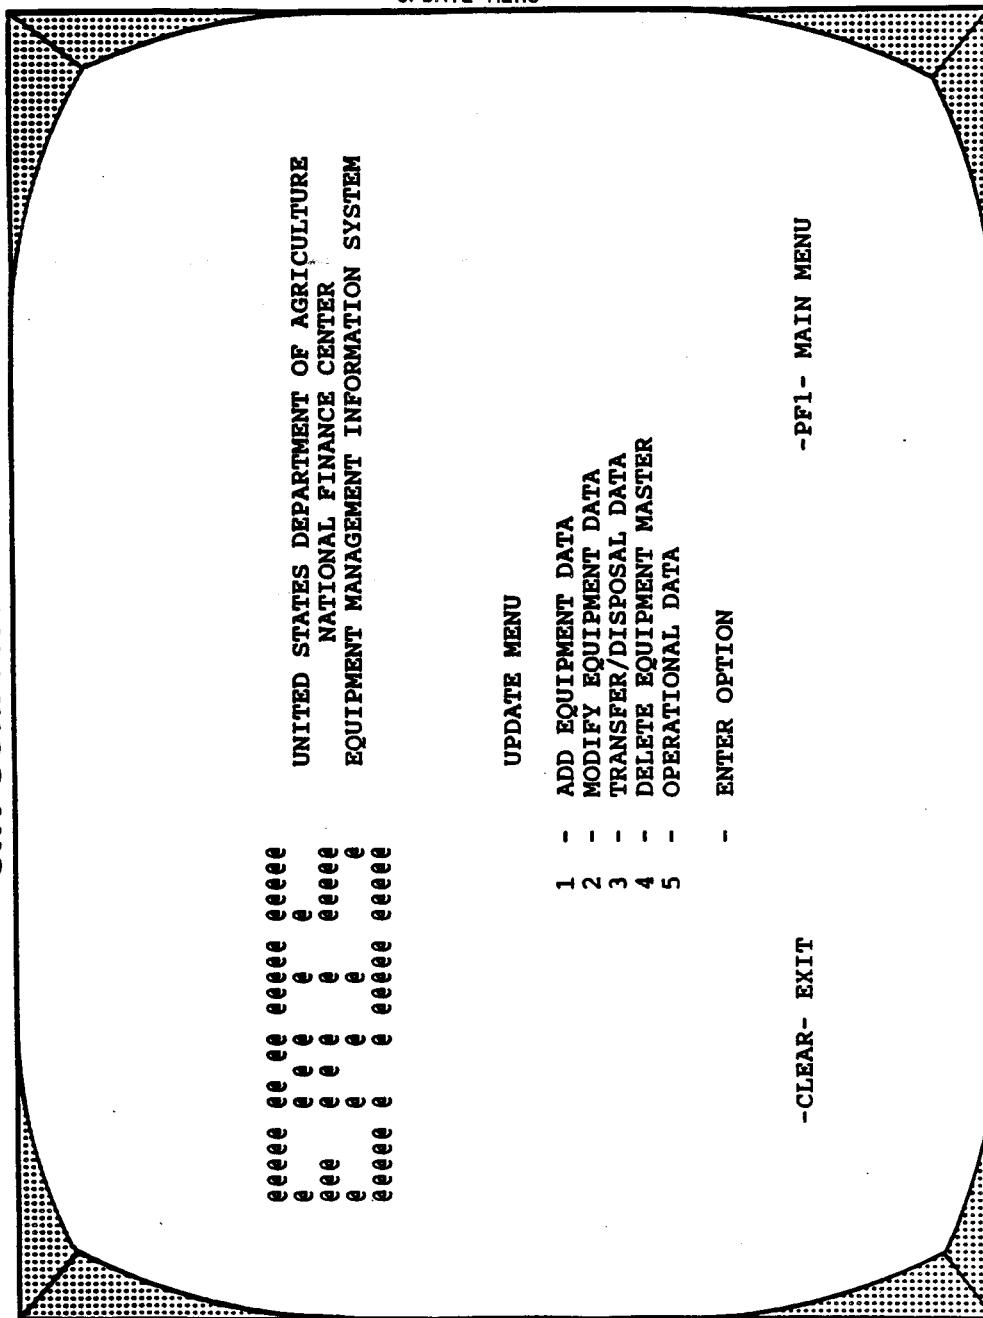 @@@@@ @@ @@ @@@@@ @@@@@ UNITED STATES DEPARTMENT OF AGRICULTURE
@ @ @ @ @ @ NATIONAL FINANCE CENTER
@@@ @ @ @ @ @@@@ EQUIPMENT MANAGEMENT INFORMATION SYSTEM
@ @ @ @ @
@@@@@ @ @ @@@@@ @@@@@
UPDATE MENU
1 - ADD EQUIPMENT DATA
2 - MODIFY EQUIPMENT DATA
3 - TRANSFER/DISPOSAL DATA
4 - DELETE EQUIPMENT MASTER
5 - OPERATIONAL DATA
- ENTER OPTION
-CLEAR- EXIT -PF1- MAIN MENU